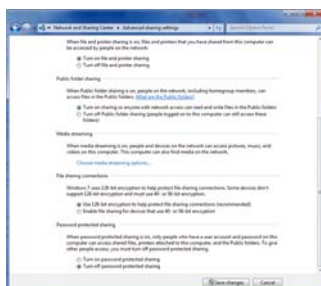 Network and Sharing Center ▸ Advanced sharing settings
Search Control Panel
When file and printer sharing is on, files and printers that you have shared from this computer can
be accessed by people on the network.
Turn on file and printer sharing
Turn off file and printer sharing
Public folder sharing
When Public folder sharing is on, people on the network, including homegroup members, can
access files in the Public folders. What are the Public folders?
Turn on sharing so anyone with network access can read and write files in the Public folders
Turn off Public folder sharing (people logged on to this computer can still access these
folders)
Media streaming
When media streaming is on, people and devices on the network can access pictures, music, and
videos on this computer. This computer can also find media on the network.
Choose media streaming options...
File sharing connections
Windows 7 uses 128-bit encryption to help protect file sharing connections. Some devices don't
support 128-bit encryption and must use 40- or 56-bit encryption.
Use 128-bit encryption to help protect file sharing connections (recommended)
Enable file sharing for devices that use 40- or 56-bit encryption
Password protected sharing
When password protected sharing is on, only people who have a user account and password on this
computer can access shared files, printers attached to this computer, and the Public folders. To give
other people access, you must turn off password protected sharing.
Turn on password protected sharing
Turn off password protected sharing
Save changes
Cancel